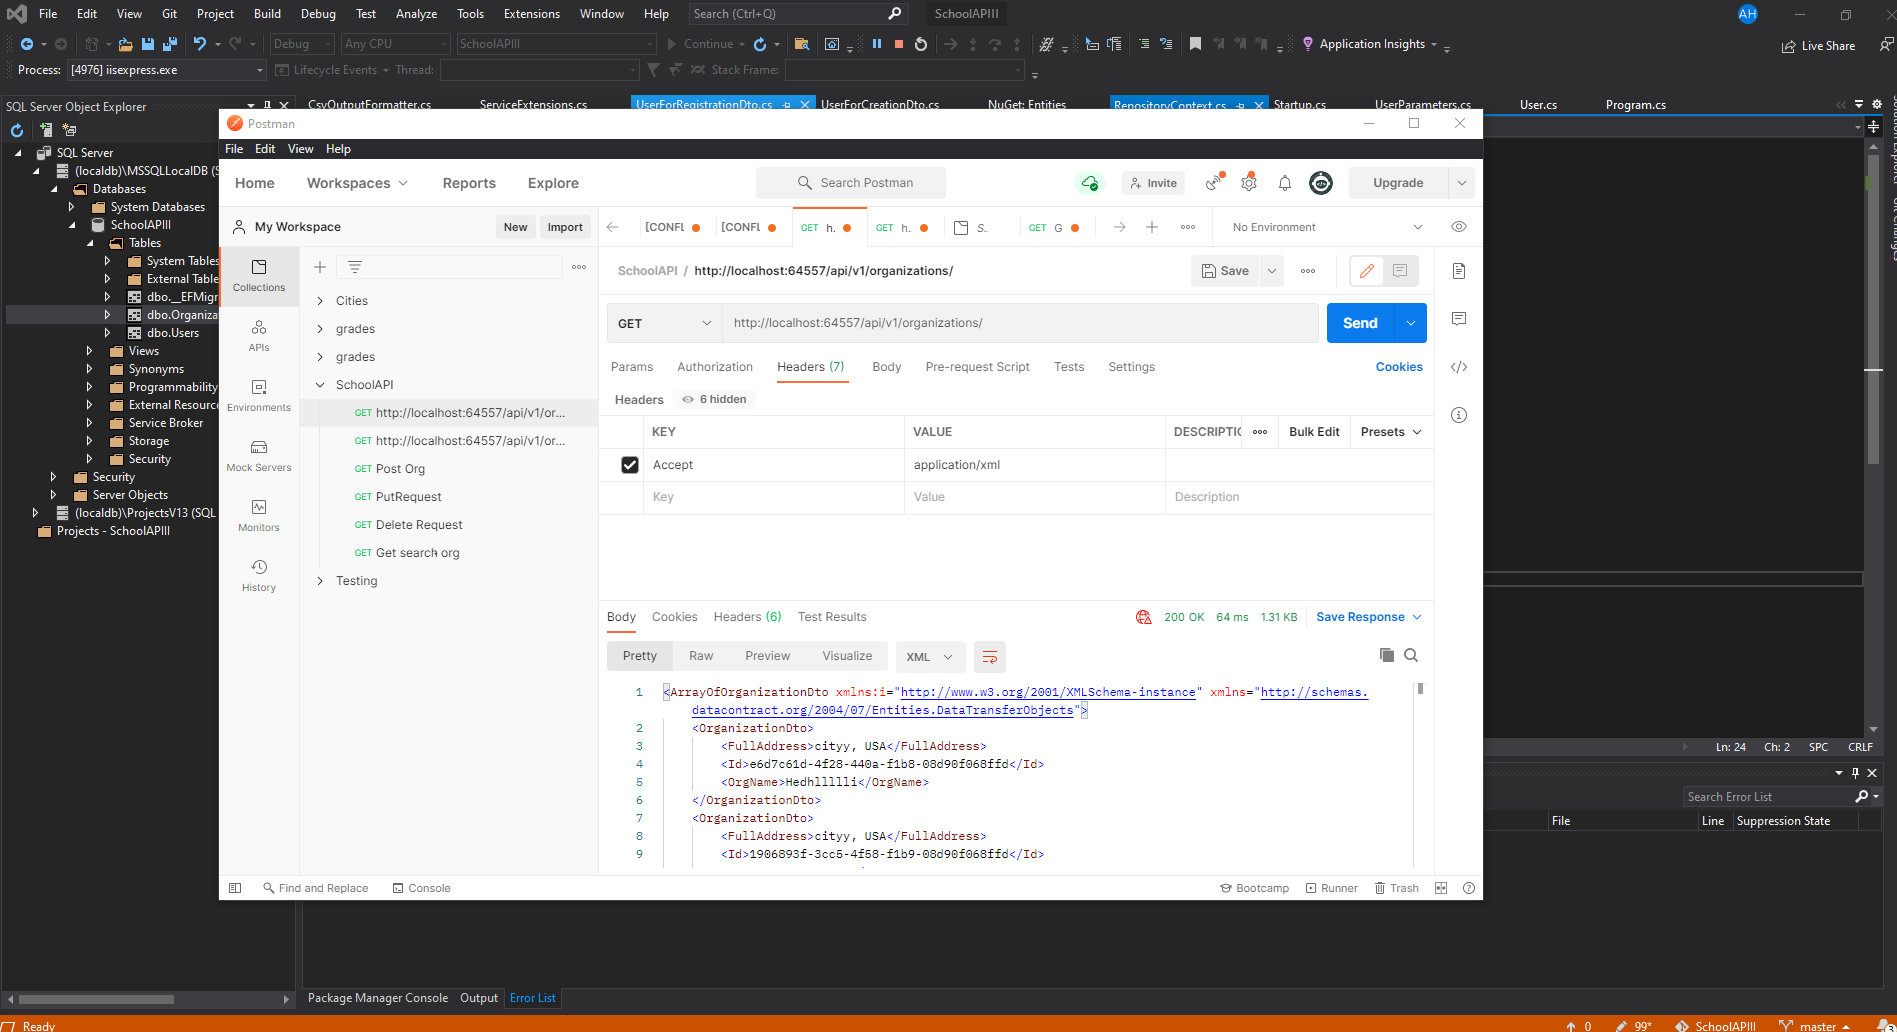 File Edit View Git Project Build Debug Test Analyze Tools Extensions Window Help Search (Ctrl+Q) SchoolAPIII AH
Debug Any CPU SchoolAPIII Continue Application Insights Live Share
Process: [4976] iisexpress.exe Lifecycle Events Thread: Stack Frame:
SQL Server Object Explorer
CsvOutputFormatter.cs ServiceExtensions.cs UserForRegistrationDto.cs UserForCreationDto.cs NuGet: Entities RepositoryContext.cs Startup.cs UserParameters.cs User.cs Program.cs
SQL Server
(localdb)\MSSQLLocalDB (S
Databases
System Databases
SchoolAPIII
Tables
System Tables
External Table
dbo.__EFMigr
dbo.Organiza
dbo.Users
Views
Synonyms
Programmability
External Resource
Service Broker
Storage
Security
Security
Server Objects
(localdb)\ProjectsV13 (SQL
Projects - SchoolAPIII
Postman
File Edit View Help
Home Workspaces Reports Explore Search Postman Invite Upgrade
My Workspace New Import
[CONFL [CONFL GET h. GET h. S. GET G No Environment
Collections
APIs
Environments
Mock Servers
Monitors
History
Cities
grades
grades
SchoolAPI
GET http://localhost:64557/api/v1/or...
GET http://localhost:64557/api/v1/or...
GET Post Org
GET PutRequest
GET Delete Request
GET Get search org
Testing
SchoolAPI / http://localhost:64557/api/v1/organizations/ Save
GET http://localhost:64557/api/v1/organizations/ Send
Params Authorization Headers (7) Body Pre-request Script Tests Settings Cookies
Headers 6 hidden
KEY VALUE DESCRIPTIO Bulk Edit Presets
Accept application/xml
Key Value Description
Body Cookies Headers (6) Test Results 200 OK 64 ms 1.31 KB Save Response
Pretty Raw Preview Visualize XML
1 <ArrayOfOrganizationDto xmlns:i="http://www.w3.org/2001/XMLSchema-instance" xmlns="http://schemas.
datacontract.org/2004/07/Entities.DataTransferObjects">
2 <OrganizationDto>
3 <FullAddress>cityy, USA</FullAddress>
4 <Id>e6d7c61d-4f28-440a-f1b8-08d90f068ffd</Id>
5 <OrgName>Hedhllllli</OrgName>
6 </OrganizationDto>
7 <OrganizationDto>
8 <FullAddress>cityy, USA</FullAddress>
9 <Id>1906893f-3cc5-4f58-f1b9-08d90f068ffd</Id>
Find and Replace Console Bootcamp Runner Trash
Ln: 24 Ch: 2 SPC CRLF
Search Error List
File Line Suppression State
Package Manager Console Output Error List
Ready 0 99* SchoolAPIII master